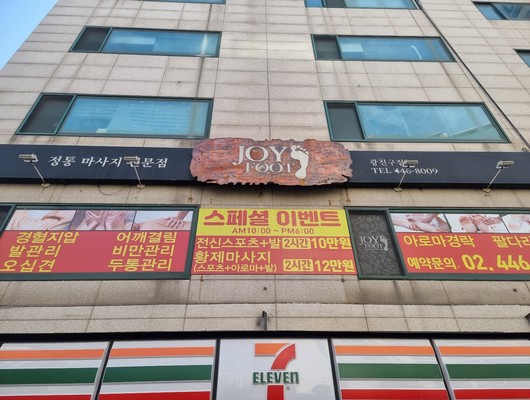 정통 마사지 전문점
JOY
FOOT
광진구점
TEL 446-8009
경혈지압 어깨결림
발관리 비만관리
오십견 두통관리
스페셜 이벤트
AM10:00 ~ PM6:00
전신스포츠+발 2시간 10만원
황제마사지
(스포츠+아로마+발) 2시간 12만원
JOY
FOOT
아로마경락 팔다리
예약문의. 02. 446
7
ELEVEN